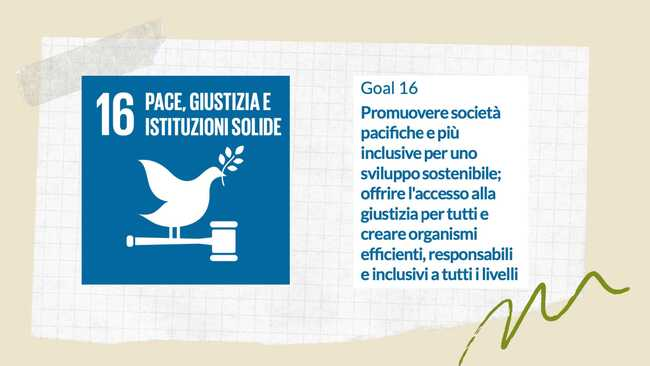 16
PACE, GIUSTIZIA E
ISTITUZIONI SOLIDE
Goal 16
Promuovere società
pacifiche e più
inclusive per uno
sviluppo sostenibile;
offrire l'accesso alla
giustizia per tutti e
creare organismi
efficienti, responsabili
e inclusivi a tutti i livelli